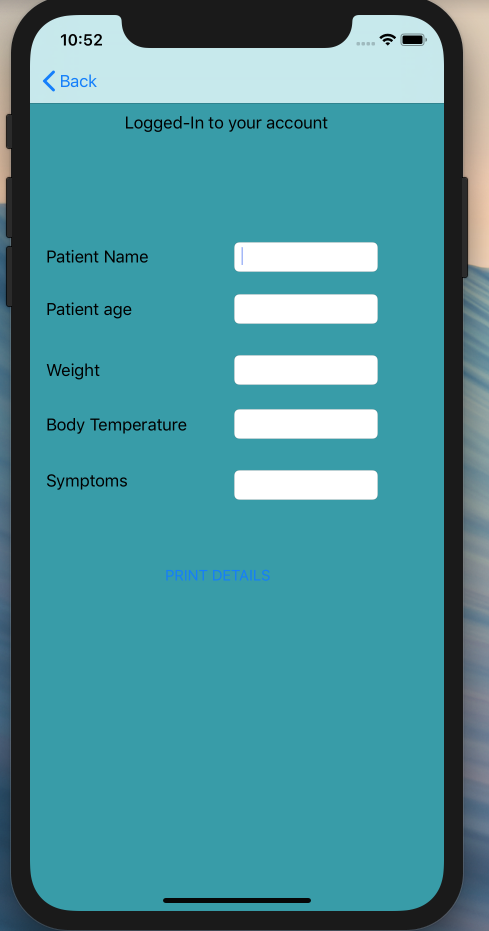 10:52
Back
Logged-In to your account
Patient Name
Patient age
Weight
Body Temperature
Symptoms
PRINT DETAILS